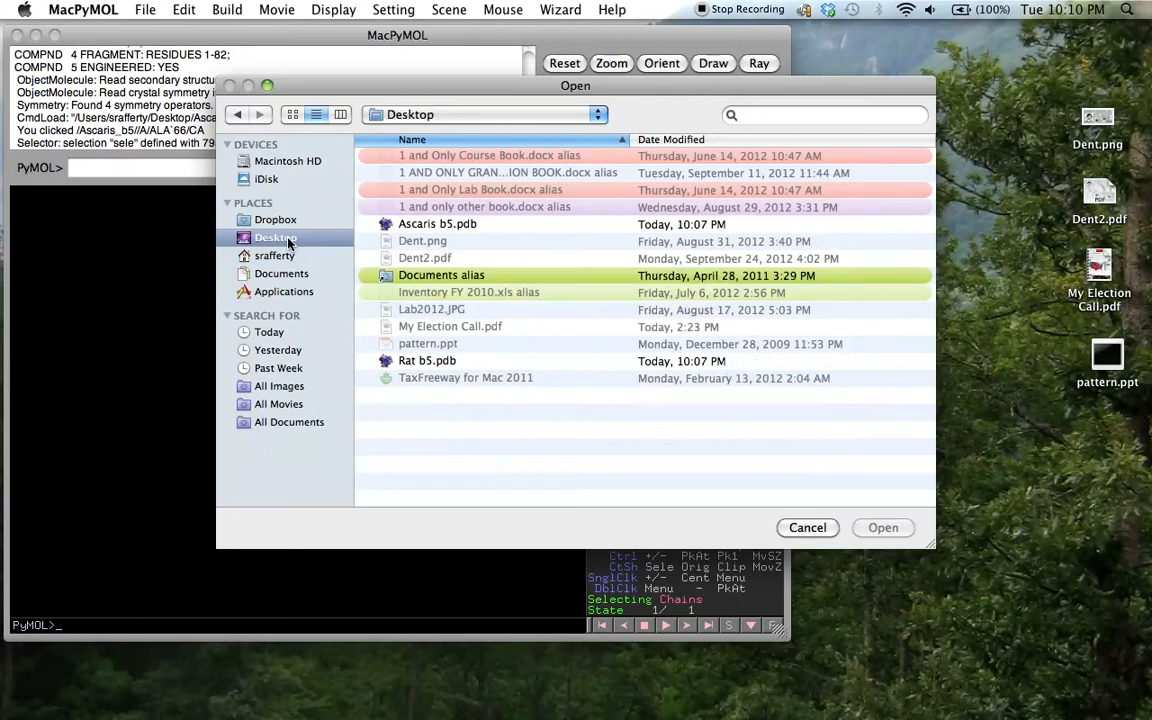 MacPyMOL File Edit Build Movie Display Setting Scene Mouse Wizard Help Stop Recording (100%) Tue 10:10 PM
MacPyMOL
COMPND 4 FRAGMENT: RESIDUES 1-82;
COMPND 5 ENGINEERED: YES
ObjectMolecule: Read secondary structu
ObjectMolecule: Read crystal symmetry i
Symmetry: Found 4 symmetry operators.
CmdLoad: "/Users/srafferty/Desktop/Asca
You clicked /Ascaris_b5//A/ALA`66/CA
Selector: selection "sele" defined with 79
Reset Zoom Orient Draw Ray
PyMOL>
Open
Desktop
DEVICES
Macintosh HD
iDisk
PLACES
Dropbox
Desktop
srafferty
Documents
Applications
SEARCH FOR
Today
Yesterday
Past Week
All Images
All Movies
All Documents
Name Date Modified
1 and Only Course Book.docx alias Thursday, June 14, 2012 10:47 AM
1 AND ONLY GRAN...ION BOOK.docx alias Tuesday, September 11, 2012 11:44 AM
1 and Only Lab Book.docx alias Thursday, June 14, 2012 10:47 AM
1 and only other book.docx alias Wednesday, August 29, 2012 3:31 PM
Ascaris b5.pdb Today, 10:07 PM
Dent.png Friday, August 31, 2012 3:40 PM
Dent2.pdf Monday, September 24, 2012 4:02 PM
Documents alias Thursday, April 28, 2011 3:29 PM
Inventory FY 2010.xls alias Friday, July 6, 2012 2:56 PM
Lab2012.JPG Friday, August 17, 2012 5:03 PM
My Election Call.pdf Today, 2:23 PM
pattern.ppt Monday, December 28, 2009 11:53 PM
Rat b5.pdb Today, 10:07 PM
TaxFreeway for Mac 2011 Monday, February 13, 2012 2:04 AM
Cancel Open
Ctrl +/- PkAt Pk1 MvSZ
CtSh Sele Orig Clip MovZ
SnglClk +/- Cent Menu
DblClk Menu - PkAt
Selecting Chains
State 1/ 1
PyMOL>_
S F
Dent.png
PDF
Dent2.pdf
My Election
Call.pdf
pattern.ppt